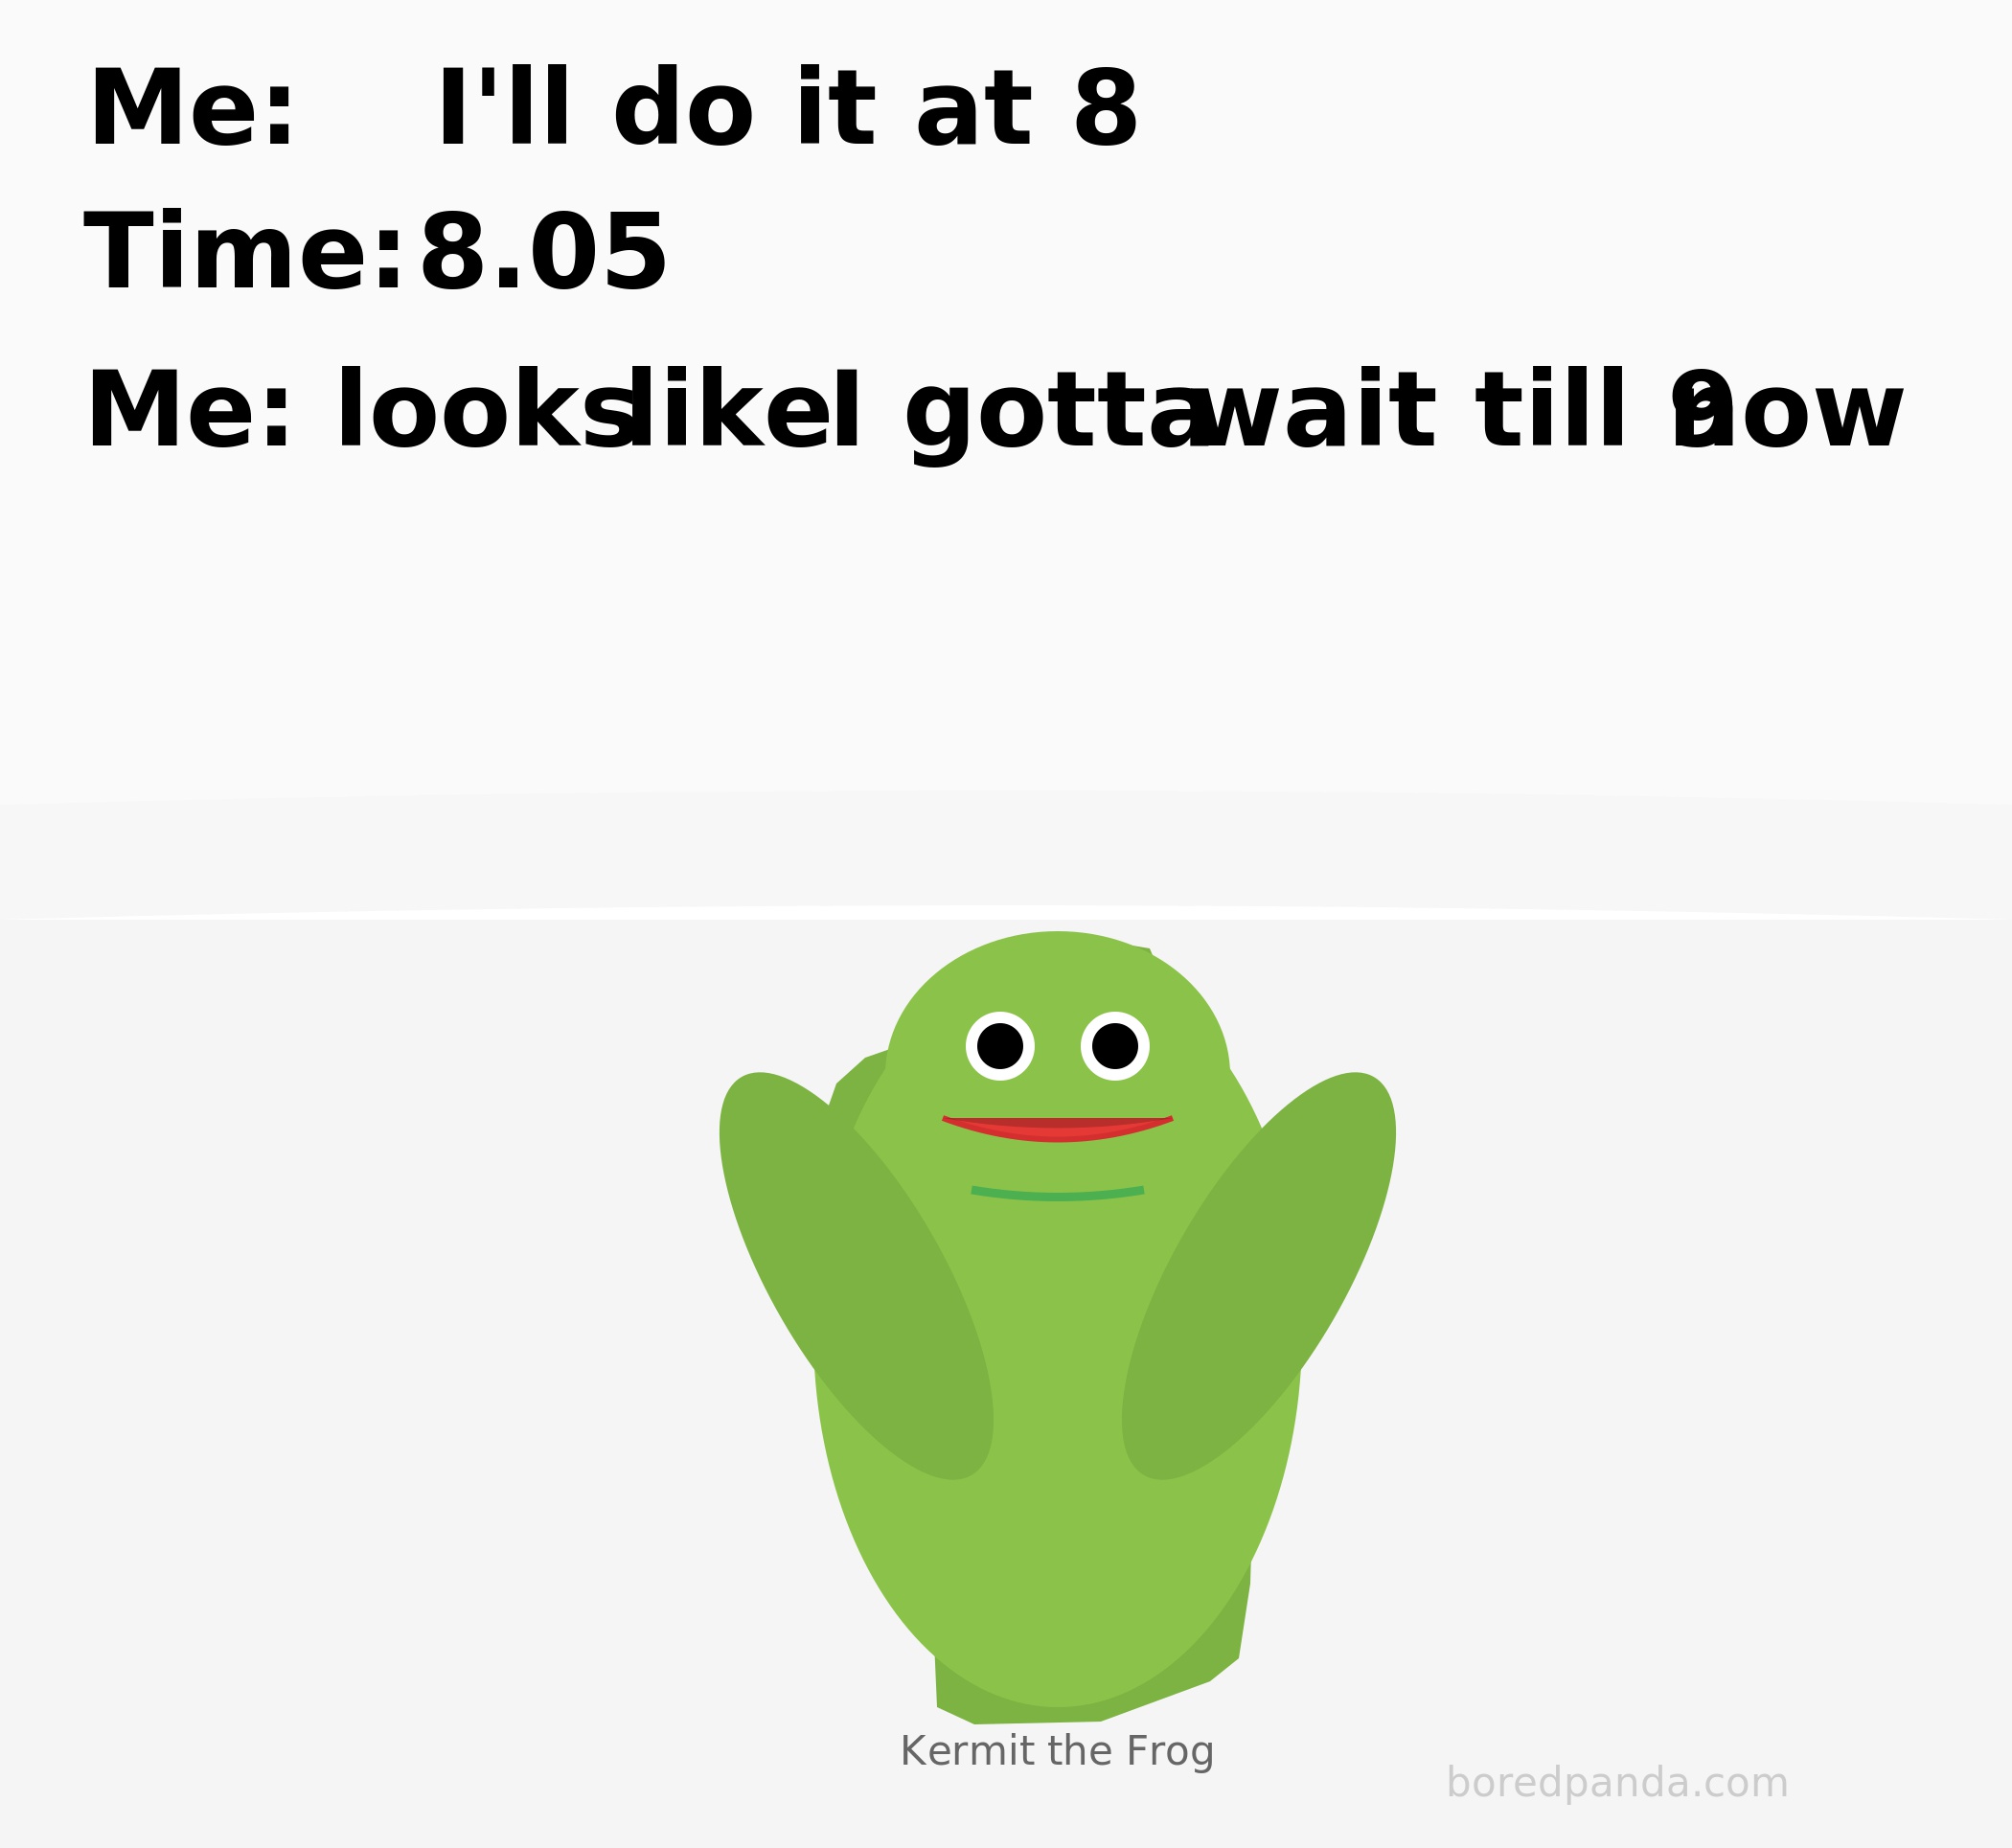 Me: I'll do it at 8
Time: 8.05
Me: looks like I gotta wait till 9 now
Kermit the Frog
boredpanda.com